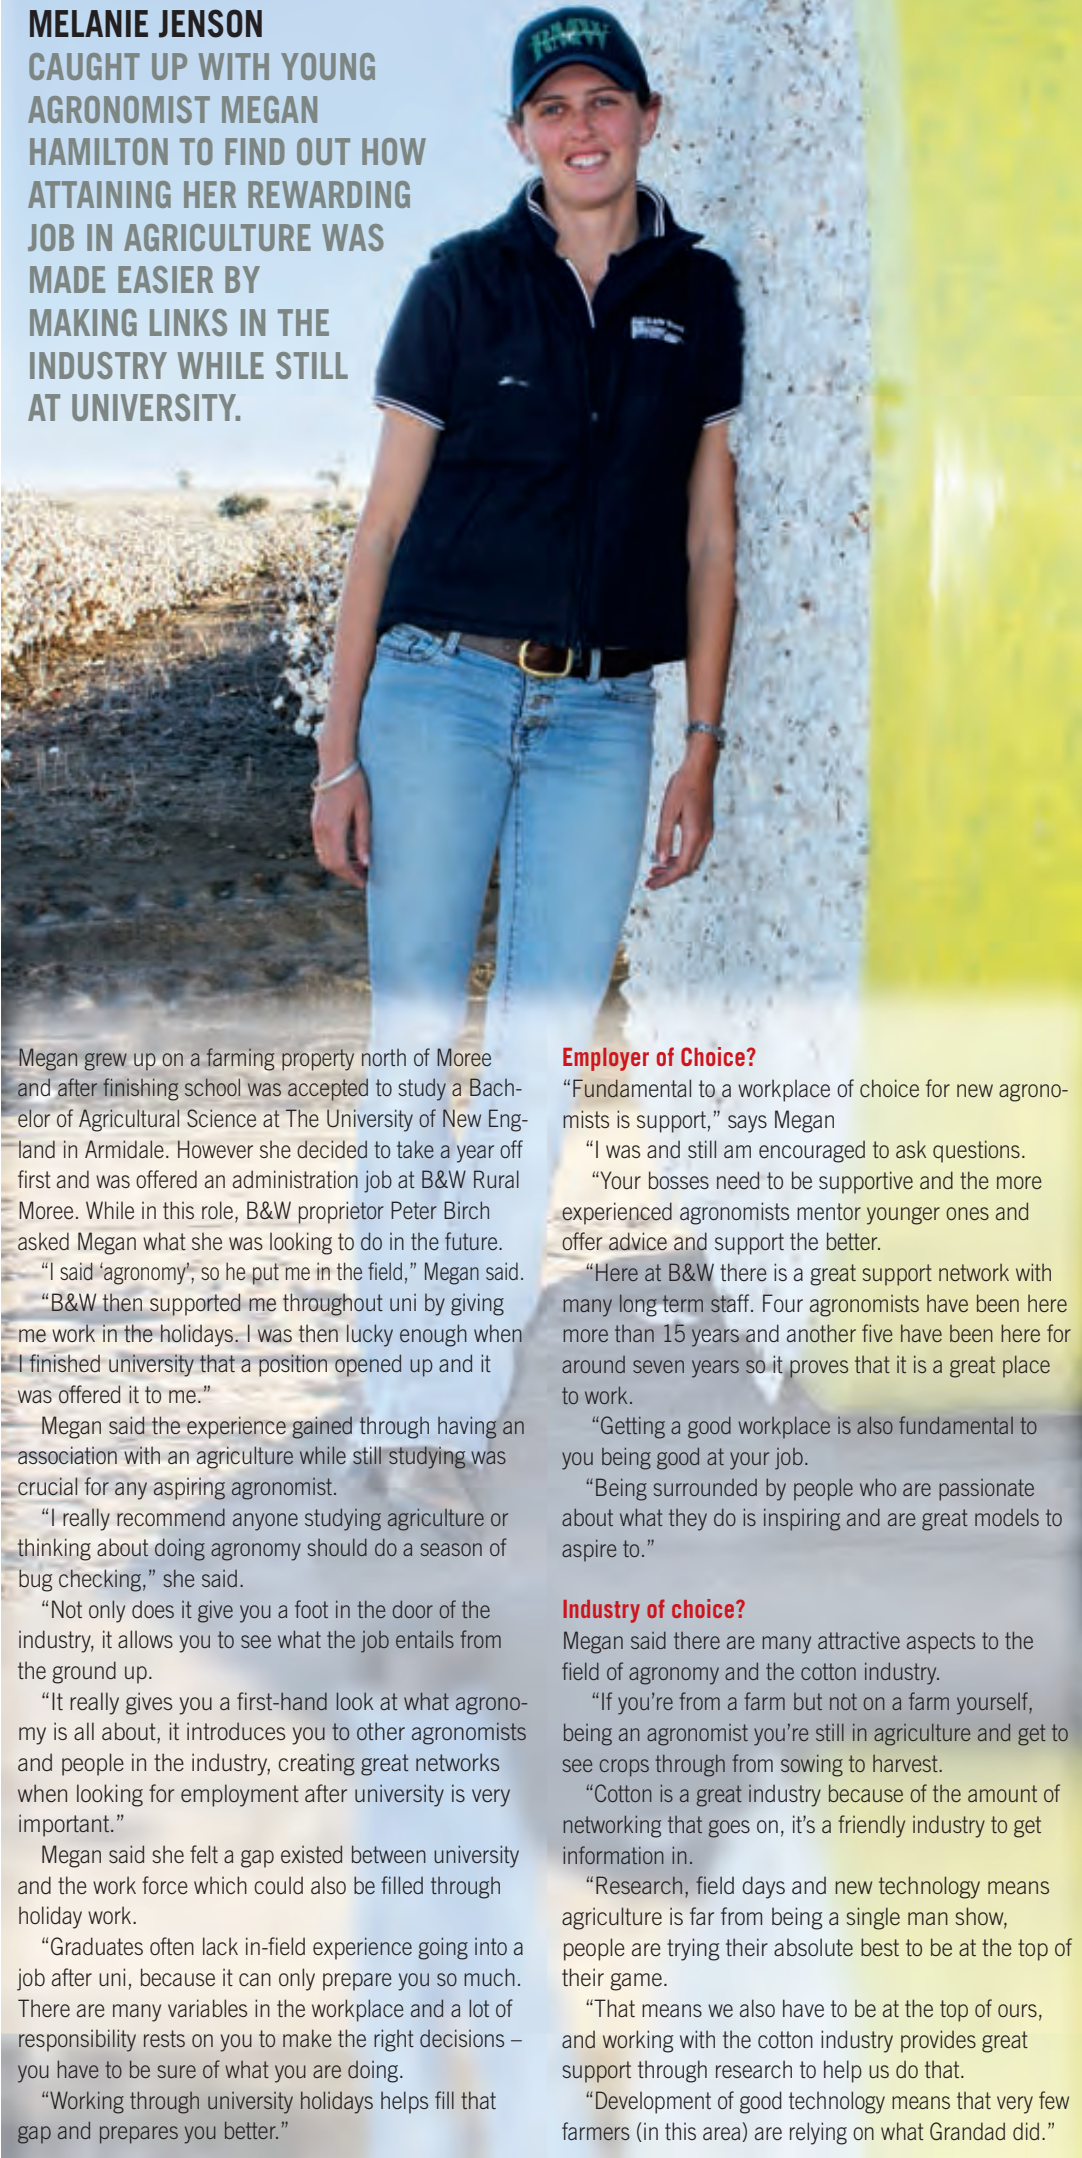 MELANIE JENSON
CAUGHT UP WITH YOUNG
AGRONOMIST MEGAN
HAMILTON TO FIND OUT HOW
ATTAINING HER REWARDING
JOB IN AGRICULTURE WAS
MADE EASIER BY
MAKING LINKS IN THE
INDUSTRY WHILE STILL
AT UNIVERSITY.
Megan grew up on a farming property north of Moree
and after finishing school was accepted to study a Bach-
elor of Agricultural Science at The University of New Eng-
land in Armidale. However she decided to take a year off
first and was offered an administration job at B&W Rural
Moree. While in this role, B&W proprietor Peter Birch
asked Megan what she was looking to do in the future.
“I said ‘agronomy’, so he put me in the field,” Megan said.
“B&W then supported me throughout uni by giving
me work in the holidays. I was then lucky enough when
I finished university that a position opened up and it
was offered it to me.”
Megan said the experience gained through having an
association with an agriculture while still studying was
crucial for any aspiring agronomist.
“I really recommend anyone studying agriculture or
thinking about doing agronomy should do a season of
bug checking,” she said.
“Not only does it give you a foot in the door of the
industry, it allows you to see what the job entails from
the ground up.
“It really gives you a first-hand look at what agrono-
my is all about, it introduces you to other agronomists
and people in the industry, creating great networks
when looking for employment after university is very
important.”
Megan said she felt a gap existed between university
and the work force which could also be filled through
holiday work.
“Graduates often lack in-field experience going into a
job after uni, because it can only prepare you so much.
There are many variables in the workplace and a lot of
responsibility rests on you to make the right decisions –
you have to be sure of what you are doing.
“Working through university holidays helps fill that
gap and prepares you better.”
Employer of Choice?
“Fundamental to a workplace of choice for new agrono-
mists is support,” says Megan
“I was and still am encouraged to ask questions.
“Your bosses need to be supportive and the more
experienced agronomists mentor younger ones and
offer advice and support the better.
“Here at B&W there is a great support network with
many long term staff. Four agronomists have been here
more than 15 years and another five have been here for
around seven years so it proves that it is a great place
to work.
“Getting a good workplace is also fundamental to
you being good at your job.
“Being surrounded by people who are passionate
about what they do is inspiring and are great models to
aspire to.”
Industry of choice?
Megan said there are many attractive aspects to the
field of agronomy and the cotton industry.
“If you’re from a farm but not on a farm yourself,
being an agronomist you’re still in agriculture and get to
see crops through from sowing to harvest.
“Cotton is a great industry because of the amount of
networking that goes on, it’s a friendly industry to get
information in.
“Research, field days and new technology means
agriculture is far from being a single man show,
people are trying their absolute best to be at the top of
their game.
“That means we also have to be at the top of ours,
and working with the cotton industry provides great
support through research to help us do that.
“Development of good technology means that very few
farmers (in this area) are relying on what Grandad did.”